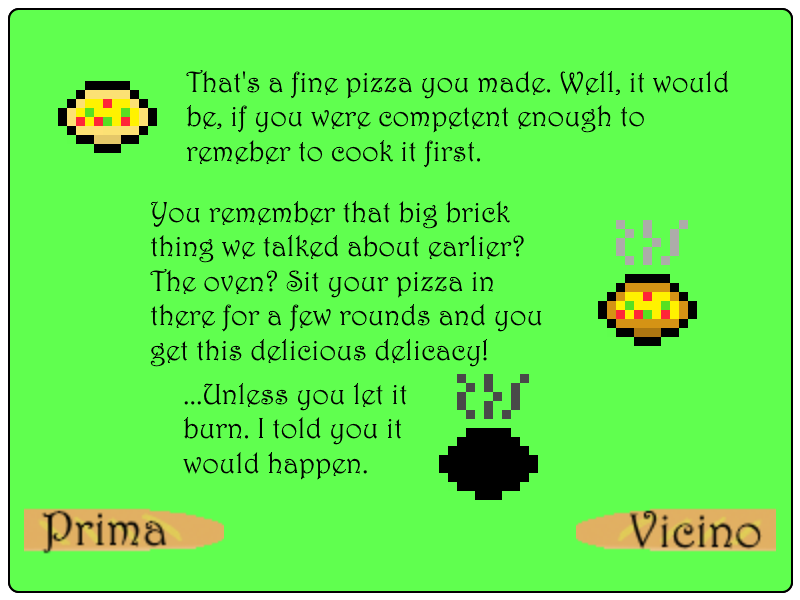 That's a fine pizza you made. Well, it would
be, if you were competent enough to
remeber to cook it first.
You remember that big brick
thing we talked about earlier?
The oven? Sit your pizza in
there for a few rounds and you
get this delicious delicacy!
...Unless you let it
burn. I told you it
would happen.
Prima
Vicino